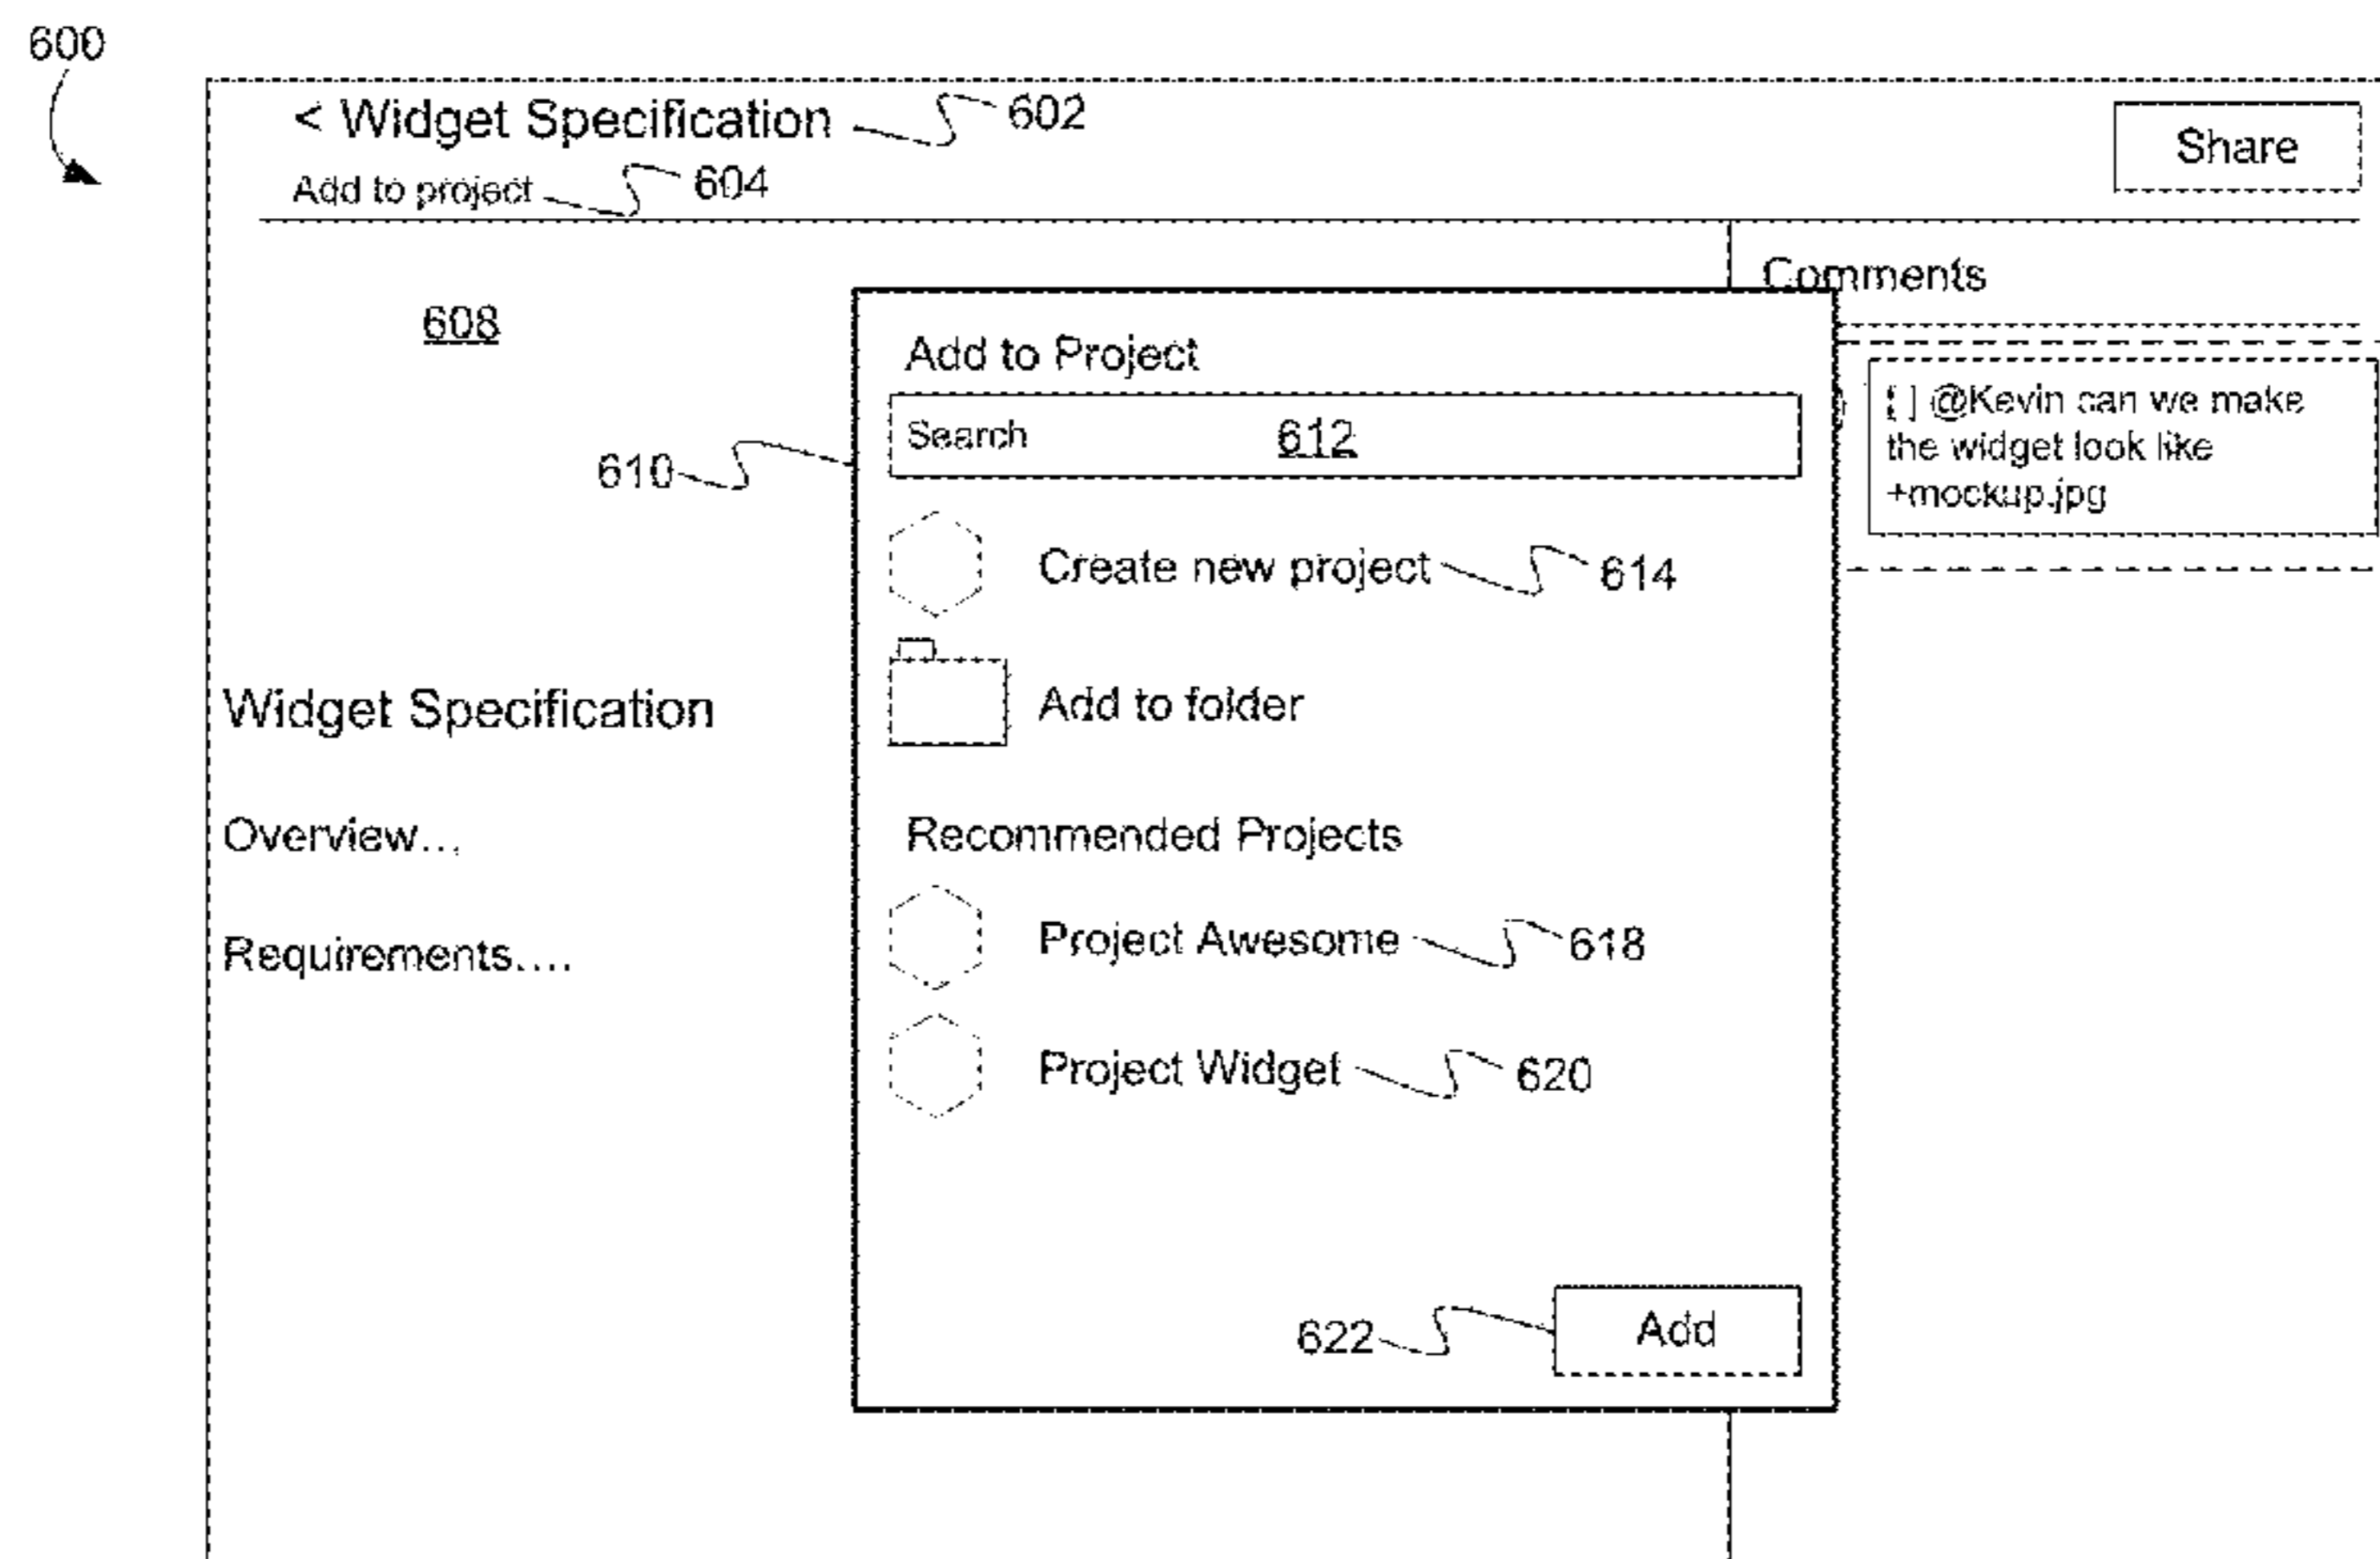 600
< Widget Specification 602
Share
Add to project 604
Comments
608
Add to Project
[ ] @Kevin can we make
the widget look like
+mockup.jpg
Search 612
610
Create new project 614
Add to folder
Widget Specification
Overview...
Requirements....
Recommended Projects
Project Awesome 618
Project Widget 620
622 Add